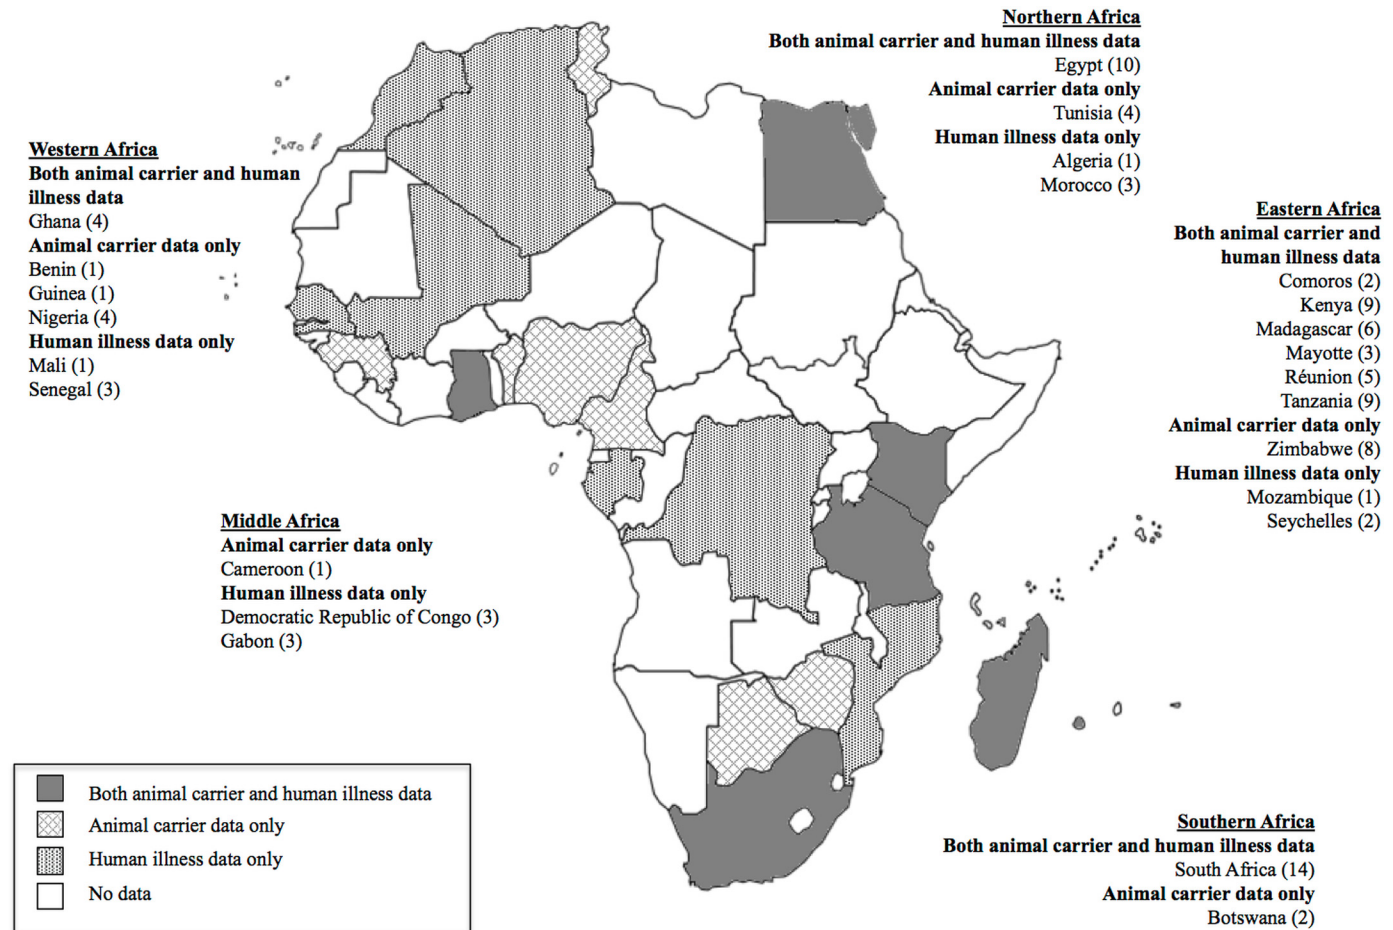 Northern Africa
Both animal carrier and human illness data
Egypt (10)
Animal carrier data only
Tunisia (4)
Human illness data only
Algeria (1)
Morocco (3)
Western Africa
Both animal carrier and human
illness data
Ghana (4)
Animal carrier data only
Benin (1)
Guinea (1)
Nigeria (4)
Human illness data only
Mali (1)
Senegal (3)
Eastern Africa
Both animal carrier and
human illness data
Comoros (2)
Kenya (9)
Madagascar (6)
Mayotte (3)
Réunion (5)
Tanzania (9)
Animal carrier data only
Zimbabwe (8)
Human illness data only
Mozambique (1)
Seychelles (2)
Middle Africa
Animal carrier data only
Cameroon (1)
Human illness data only
Democratic Republic of Congo (3)
Gabon (3)
Both animal carrier and human illness data
Animal carrier data only
Human illness data only
No data
Southern Africa
Both animal carrier and human illness data
South Africa (14)
Animal carrier data only
Botswana (2)